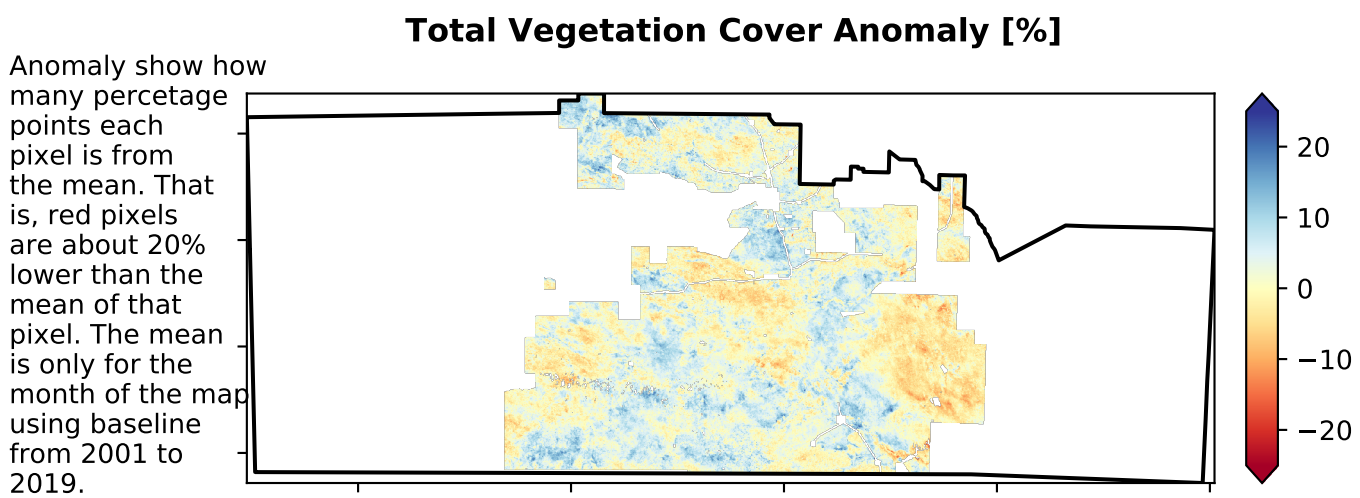 Total Vegetation Cover Anomaly [%]
Anomaly show how
many percetage
points each
pixel is from
the mean. That
is, red pixels
are about 20%
lower than the
mean of that
pixel. The mean
is only for the
month of the map
using baseline
from 2001 to
2019.
20
10
0
−10
−20